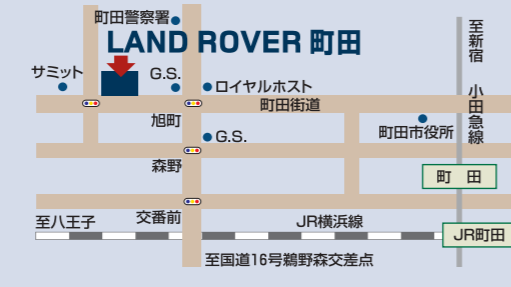 町田警察署
LAND ROVER 町田
至新宿
サミット
G.S.
ロイヤルホスト
小田急線
町田街道
旭町
町田市役所
G.S.
森野
町 田
至八王子
交番前
JR横浜線
JR町田
至国道16号鵜野森交差点